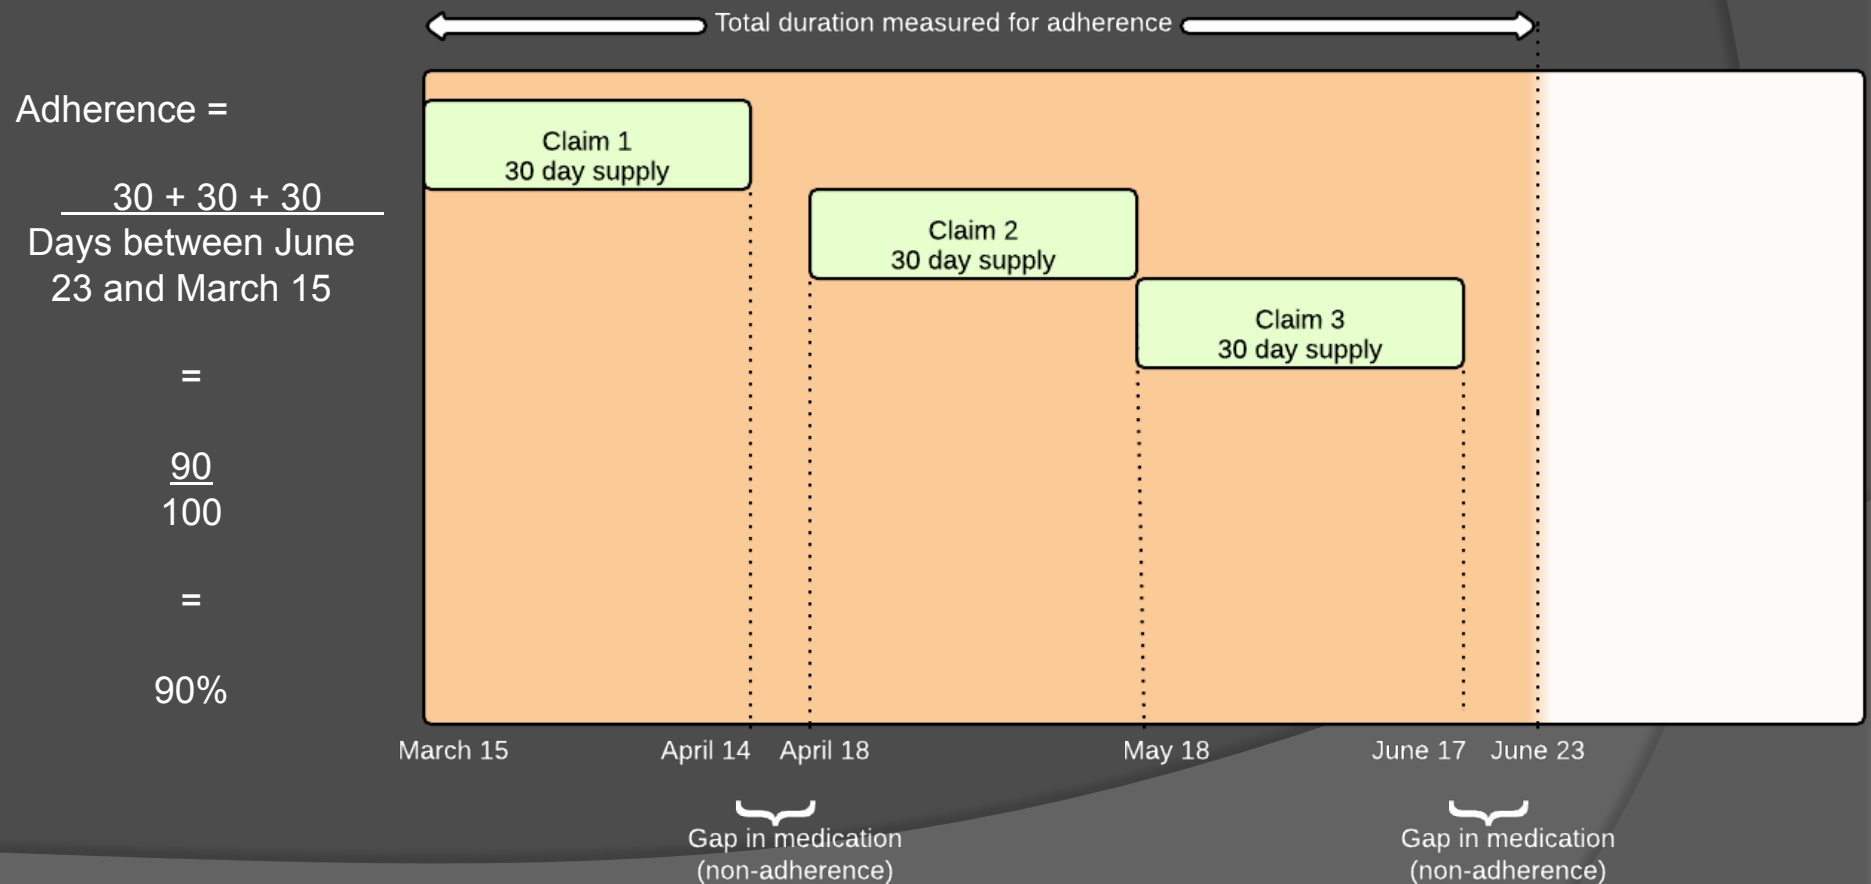 Total duration measured for adherence
Adherence =
30 + 30 + 30
Days between June
23 and March 15
=
90
100
=
90%
Claim 1
30 day supply
Claim 2
30 day supply
Claim 3
30 day supply
March 15
April 14
April 18
May 18
June 17
June 23
Gap in medication
(non-adherence)
Gap in medication
(non-adherence)